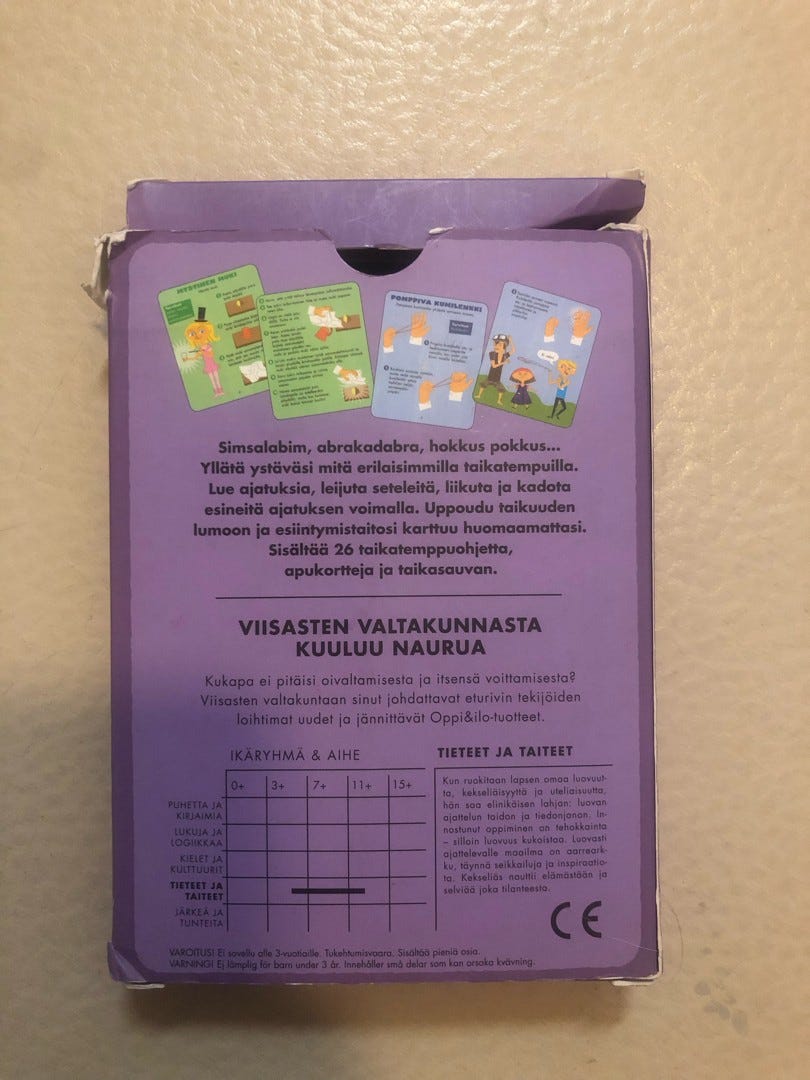 MYSTINEN MUKI
POMPPIVA KUMILENKKI
Simsalabim, abrakadabra, hokkus pokkus...
Yllätä ystäväsi mitä erilaisimmilla taikatempuilla.
Lue ajatuksia, leijuta seteleitä, liikuta ja kadota
esineitä ajatuksen voimalla. Uppoudu taikuuden
lumoon ja esiintymistaitosi karttuu huomaamattasi.
Sisältää 26 taikatemppuohjetta,
apukortteja ja taikasauvan.
VIISASTEN VALTAKUNNASTA
KUULUU NAURUA
Kukapa ei pitäisi oivaltamisesta ja itsensä voittamisesta?
Viisasten valtakuntaan sinut johdattavat eturivin tekijöiden
loihtimat uudet ja jännittävät Oppi&ilo-tuotteet.
IKÄRYHMÄ & AIHE
0+ 3+ 7+ 11+ 15+
PUHETTA JA
KIRJAIMIA
LUKUJA JA
LOGIIKKAA
KIELET JA
KULTTUURIT
TIETEET JA
TAITEET
JÄRKEÄ JA
TUNTEITA
TIETEET JA TAITEET
Kun ruokitaan lapsen omaa luovuut-
ta, kekseliäisyyttä ja uteliaisuutta,
hän saa elinikäisen lahjan: luovan
ajattelun taidon ja tiedonjanon. In-
nostunut oppiminen on tehokkainta
– silloin luovuus kukoistaa. Luovasti
ajattelevalle maailma on aarreark-
ku, täynnä seikkailuja ja inspiraatio-
ta. Kekseliäs nauttii elämästään ja
selviää joka tilanteesta.
CE
VAROITUS! Ei sovellu alle 3-vuotiaille. Tukehtumisvaara. Sisältää pieniä osia.
VARNING! Ej lämplig för barn under 3 år. Innehåller små delar som kan orsaka kvävning.